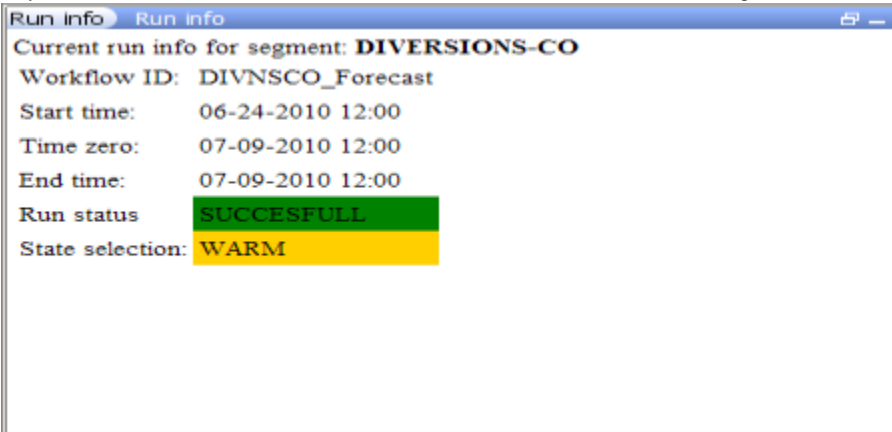 Run info Run info
Current run info for segment: DIVERSIONS-CO
Workflow ID: DIVNSCO_Forecast
Start time: 06-24-2010 12:00
Time zero: 07-09-2010 12:00
End time: 07-09-2010 12:00
Run status SUCCESFULL
State selection: WARM